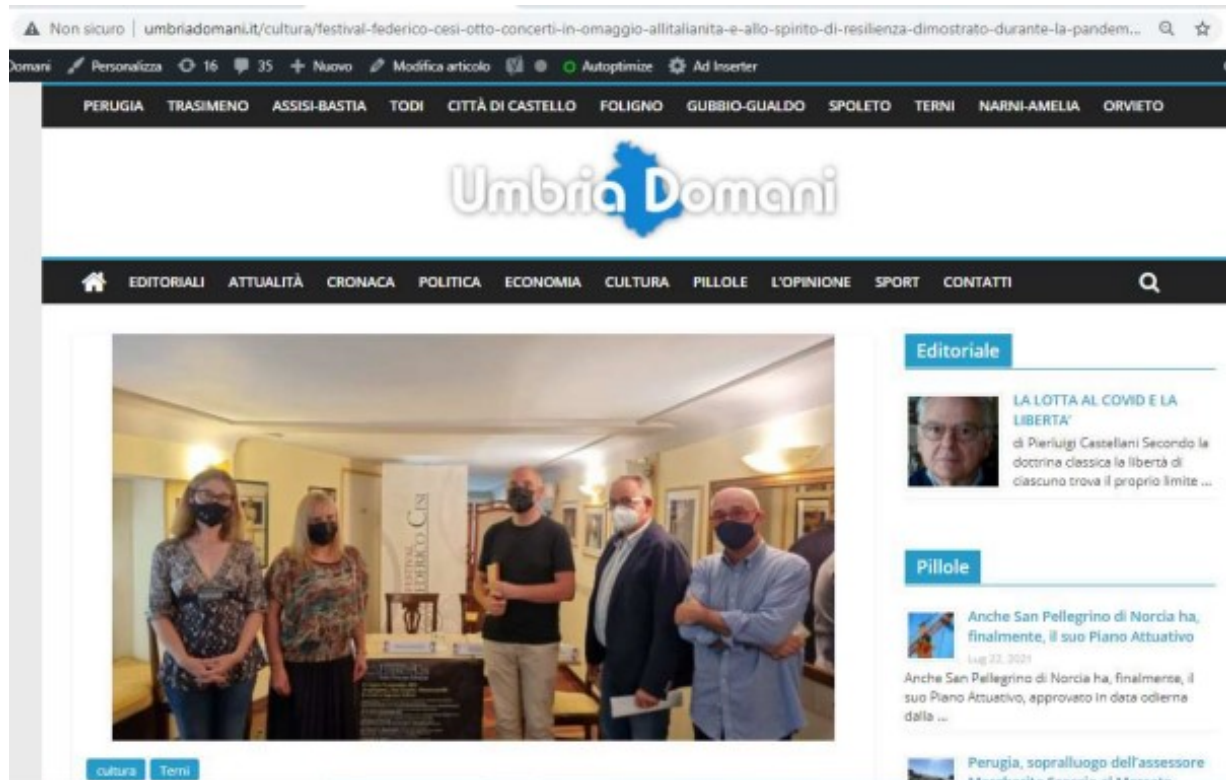 Non sicuro | umbriadomani.it/cultura/festival-federico-cesi-otto-concerti-in-omaggio-allitalianita-e-allo-spirito-di-resilienza-dimostrato-durante-la-pandem...
Domani Personalizza 16 35 + Nuovo Modifica articolo Autoptimize Ad Inserter
PERUGIA TRASIMENO ASSISI-BASTIA TODI CITTÀ DI CASTELLO FOLIGNO GUBBIO-GUALDO SPOLETO TERNI NARNI-AMELIA ORVIETO
Umbria Domani
EDITORIALI ATTUALITÀ CRONACA POLITICA ECONOMIA CULTURA PILLOLE L'OPINIONE SPORT CONTATTI
FESTIVAL
FEDERICO CISI
cultura Terni
Editoriale
LA LOTTA AL COVID E LA
LIBERTA'
di Pierluigi Castellani Secondo la
dottrina classica la libertà di
ciascuno trova il proprio limite ...
Pillole
Anche San Pellegrino di Norcia ha,
finalmente, il suo Piano Attuativo
Lug 22, 2021
Anche San Pellegrino di Norcia ha, finalmente, il
suo Piano Attuativo, approvato in data odierna
dalla ...
Perugia, sopralluogo dell'assessore